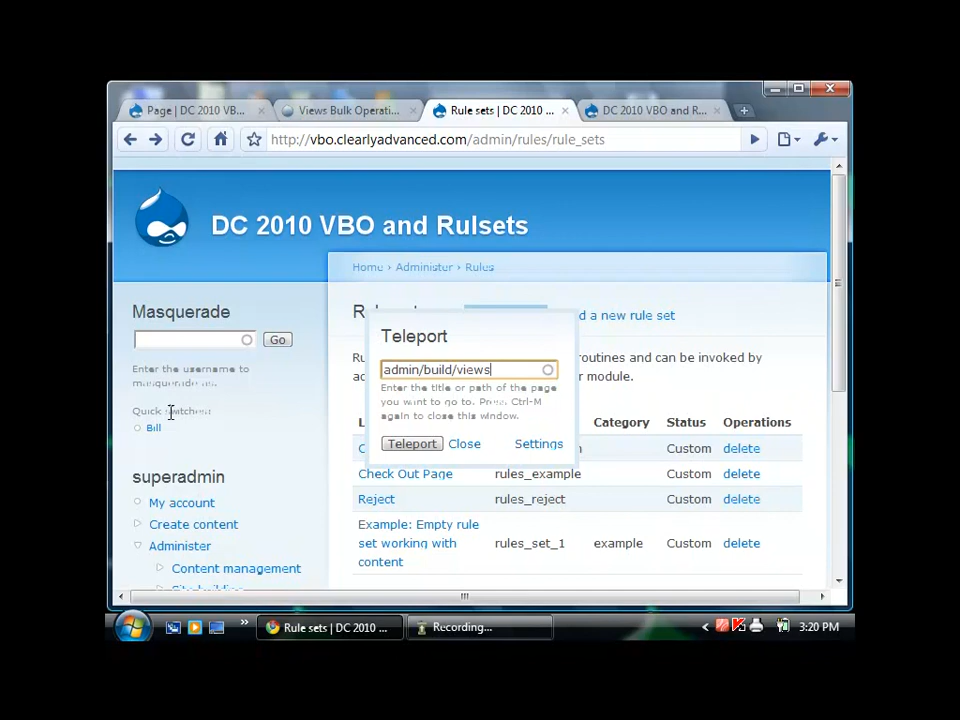 Page | DC 2010 VB...
Views Bulk Operati...
Rule sets | DC 2010 ...
DC 2010 VBO and R...
http://vbo.clearlyadvanced.com/admin/rules/rule_sets
DC 2010 VBO and Rulsets
Home › Administer › Rules
Masquerade
Go
Enter the username to
masquerade as.
Quick switches:
Bill
superadmin
My account
Create content
Administer
Content management
Site building
d a new rule set
routines and can be invoked by
r module.
Category Status Operations
Custom delete
Check Out Page rules_example Custom delete
Reject rules_reject Custom delete
Example: Empty rule
set working with
content
rules_set_1 example Custom delete
Teleport
admin/build/views
Enter the title or path of the page
you want to go to. Press Ctrl-M
again to close this window.
Teleport Close Settings
Rule sets | DC 2010 ...
Recording...
3:20 PM